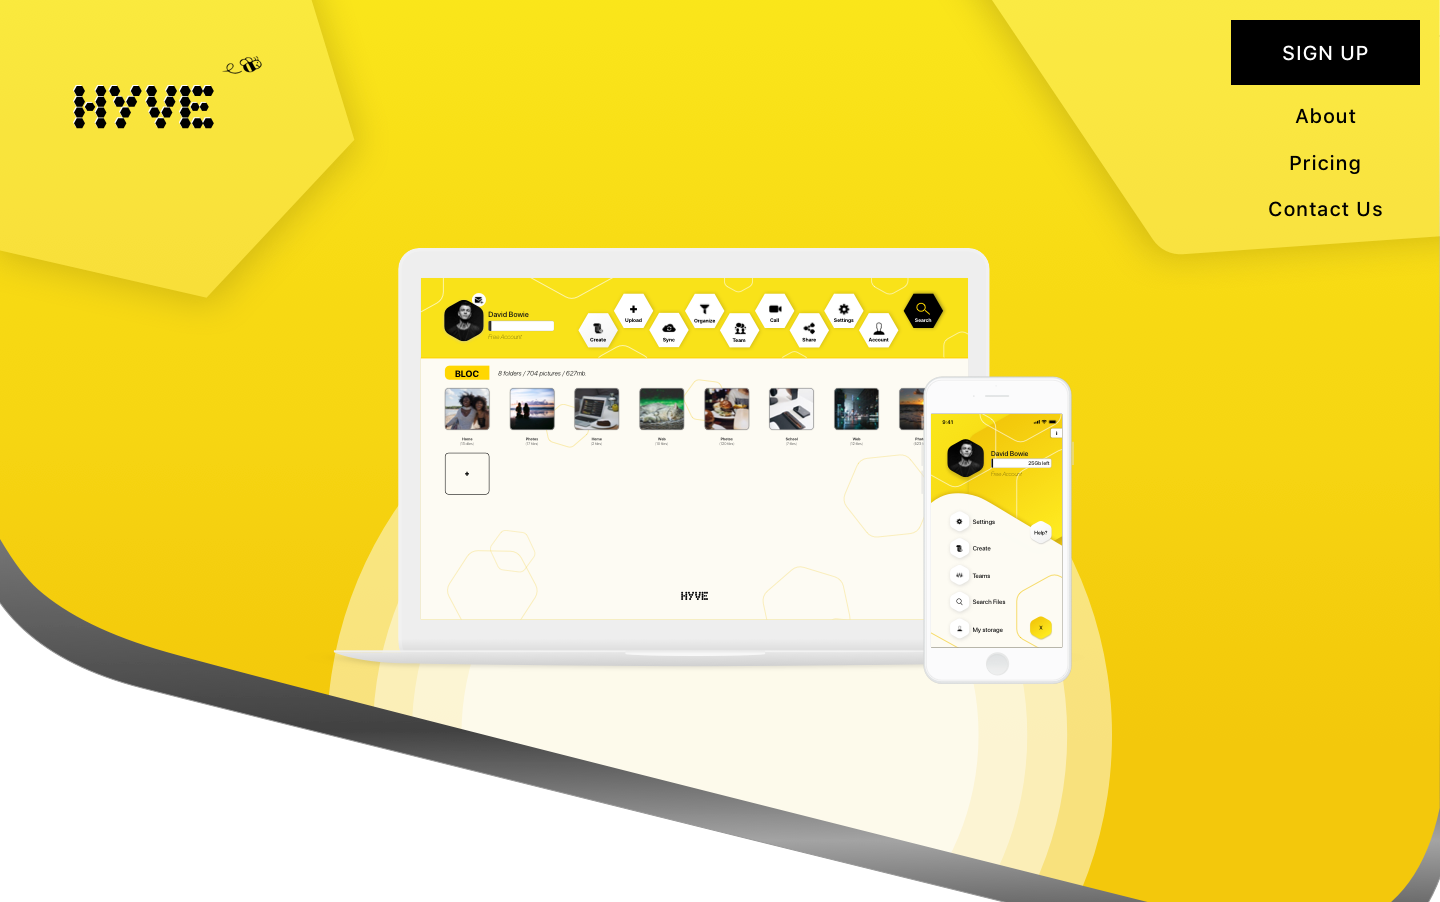 HYVE
SIGN UP
About
Pricing
Contact Us
David Bowie
Free Account
Create
Upload
Sync
Organize
Team
Call
Share
Settings
Account
Search
BLOC
8 folders / 704 pictures / 627mb.
Home
Photos
Home
Web
Photos
School
Web
+
HYVE
9:41
David Bowie
25Gb left
Free Account
Settings
Help?
Create
Teams
Search Files
My storage
X